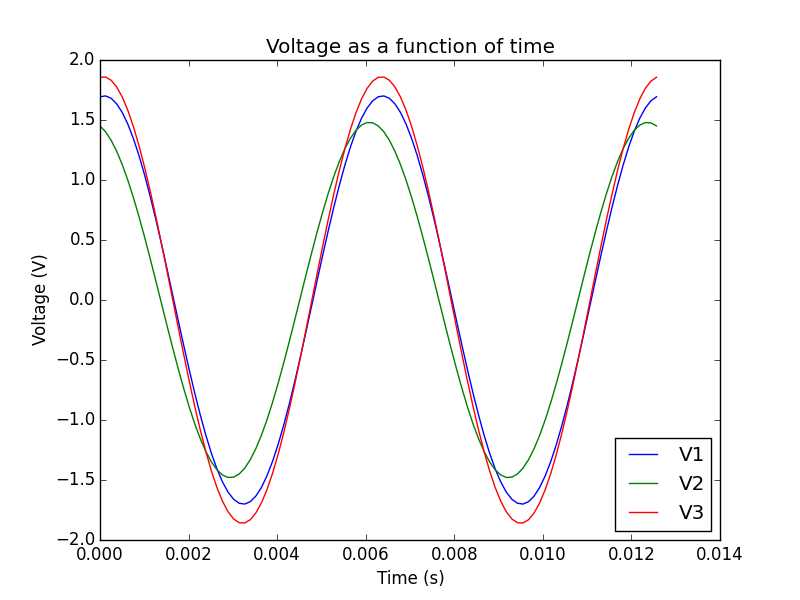 Voltage as a function of time
2.0
1.5
1.0
0.5
0.0
−0.5
−1.0
−1.5
−2.0
Voltage (V)
V1
V2
V3
0.000 0.002 0.004 0.006 0.008 0.010 0.012 0.014
Time (s)